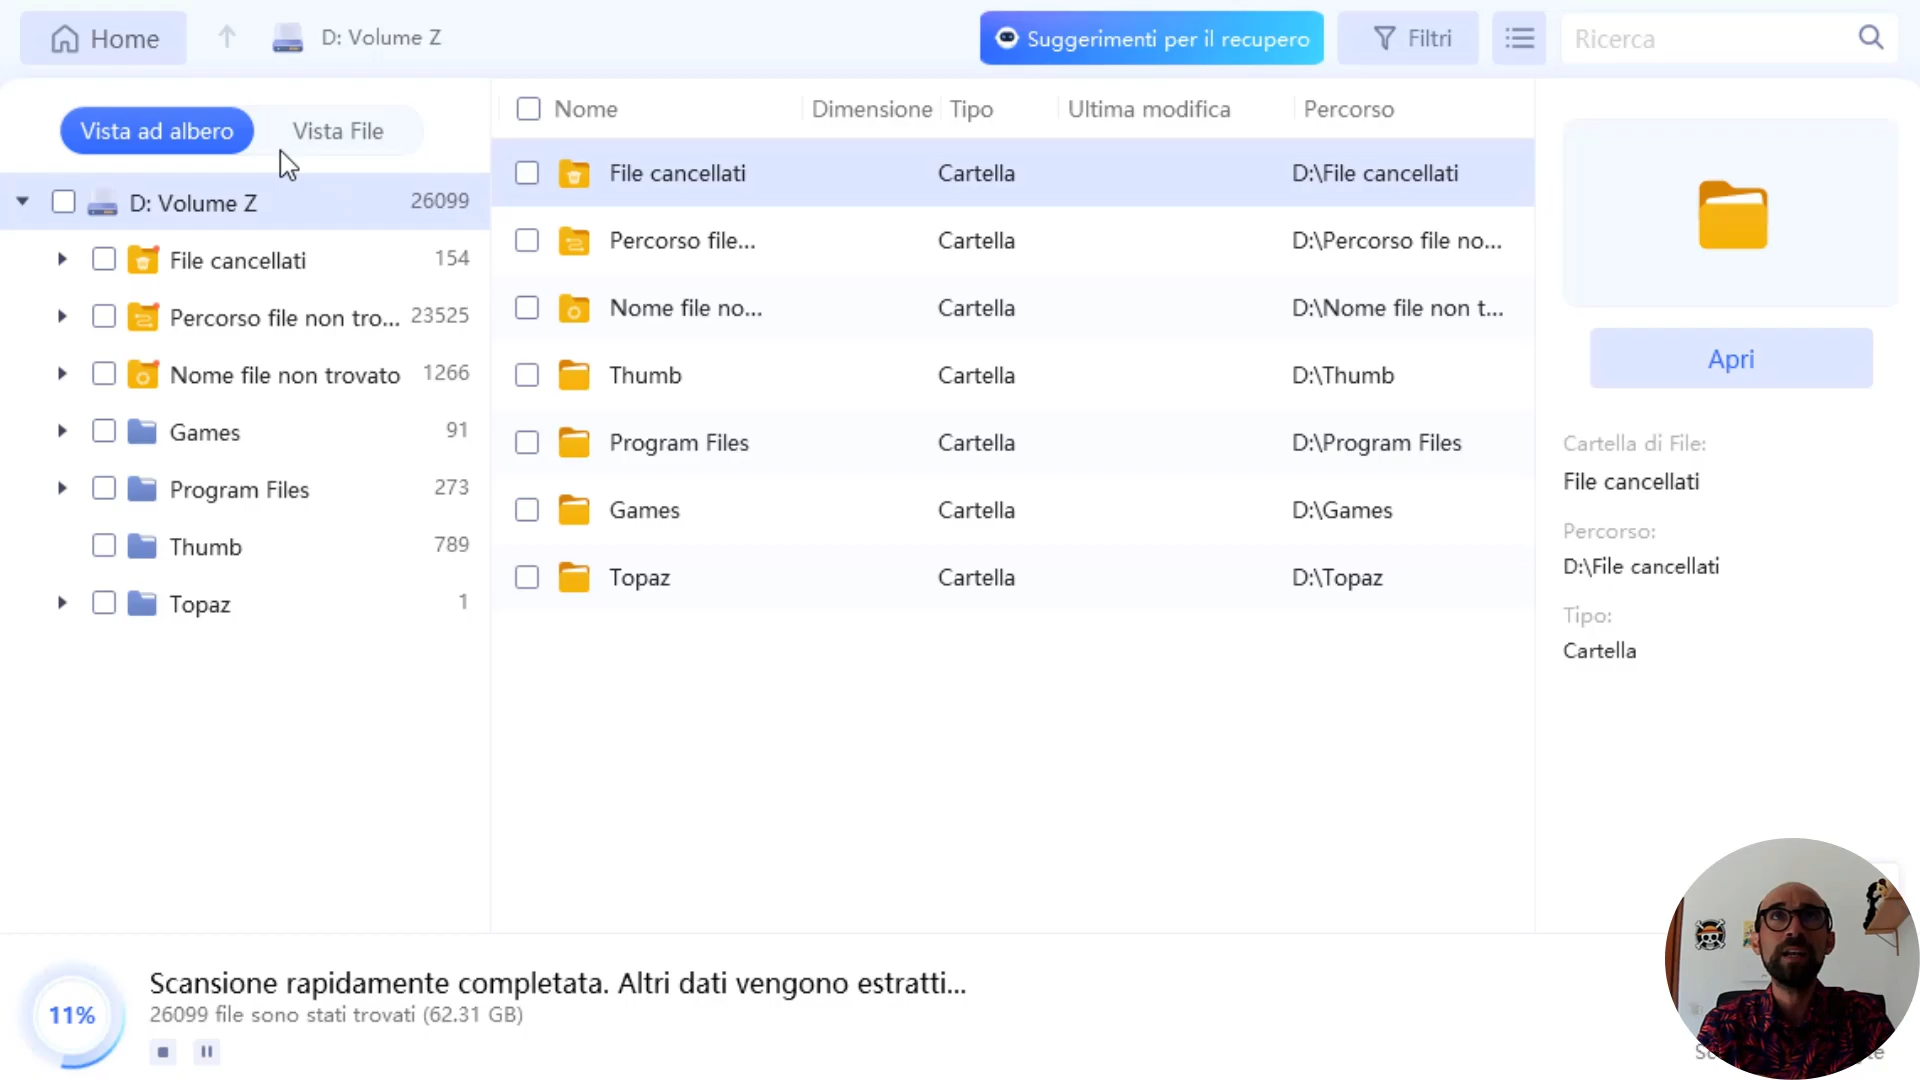 Home
D: Volume Z
Suggerimenti per il recupero
Filtri
Ricerca
Vista ad albero
Vista File
D: Volume Z 26099
File cancellati 154
Percorso file non tro... 23525
Nome file non trovato 1266
Games 91
Program Files 273
Thumb 789
Topaz 1
Nome Dimensione Tipo Ultima modifica Percorso
File cancellati Cartella D:\File cancellati
Percorso file... Cartella D:\Percorso file no...
Nome file no... Cartella D:\Nome file non t...
Thumb Cartella D:\Thumb
Program Files Cartella D:\Program Files
Games Cartella D:\Games
Topaz Cartella D:\Topaz
Apri
Cartella di File:
File cancellati
Percorso:
D:\File cancellati
Tipo:
Cartella
11%
Scansione rapidamente completata. Altri dati vengono estratti...
26099 file sono stati trovati (62.31 GB)